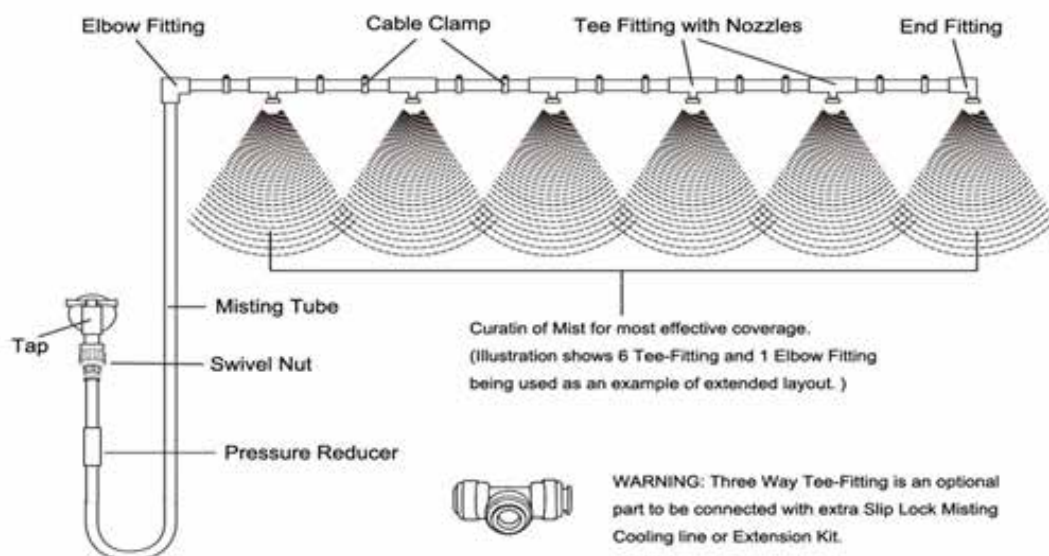 Elbow Fitting
Cable Clamp
Tee Fitting with Nozzles
End Fitting
Misting Tube
Tap
Swivel Nut
Pressure Reducer
Curatin of Mist for most effective coverage.
(Illustration shows 6 Tee-Fitting and 1 Elbow Fitting
being used as an example of extended layout. )
WARNING: Three Way Tee-Fitting is an optional
part to be connected with extra Slip Lock Misting
Cooling line or Extension Kit.